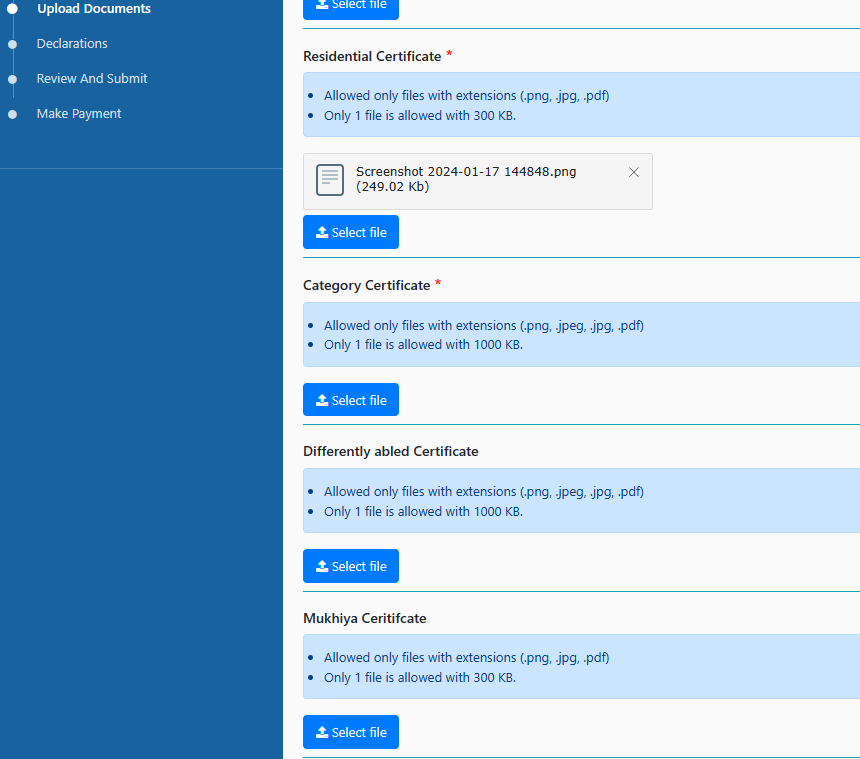 Upload Documents
Declarations
Review And Submit
Make Payment
Select file
Residential Certificate *
Allowed only files with extensions (.png, .jpg, .pdf)
Only 1 file is allowed with 300 KB.
Screenshot 2024-01-17 144848.png
(249.02 Kb)
Select file
Category Certificate *
Allowed only files with extensions (.png, .jpeg, .jpg, .pdf)
Only 1 file is allowed with 1000 KB.
Select file
Differently abled Certificate
Allowed only files with extensions (.png, .jpeg, .jpg, .pdf)
Only 1 file is allowed with 1000 KB.
Select file
Mukhiya Ceritifcate
Allowed only files with extensions (.png, .jpg, .pdf)
Only 1 file is allowed with 300 KB.
Select file